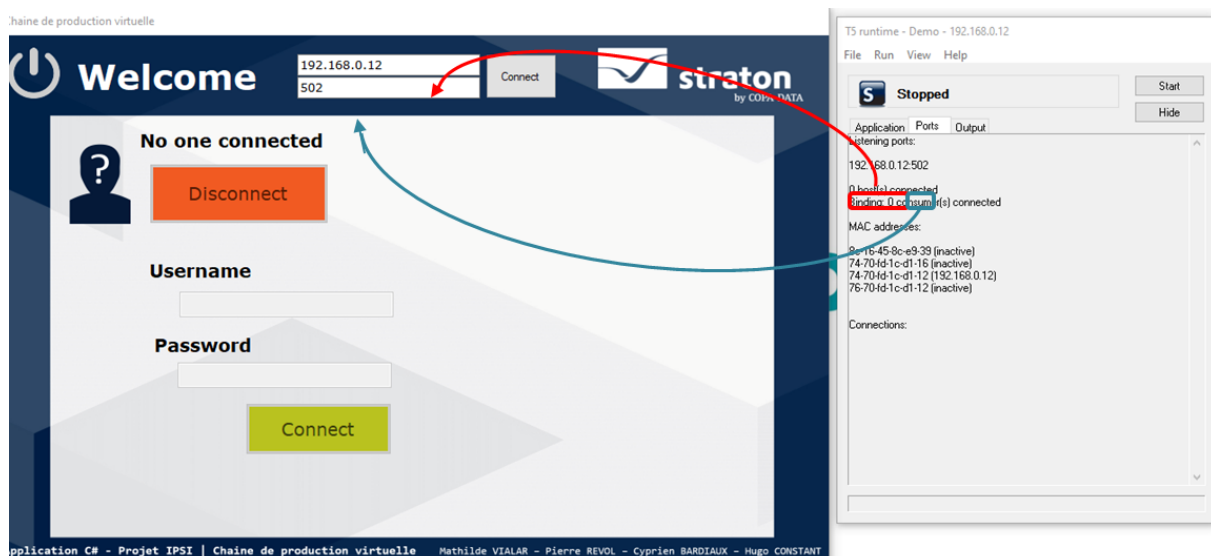 Chaine de production virtuelle
Welcome
192.168.0.12
502
Connect
straton
by COPA-DATA
No one connected
?
Disconnect
Username
Password
Connect
Application C# - Projet IPSI | Chaine de production virtuelle
Mathilde VIALAR - Pierre REVOL - Cyprien BARDIAUX - Hugo CONSTANT
T5 runtime - Demo - 192.168.0.12
File Run View Help
S
Stopped
Start
Hide
Application Ports Output
Listening ports:
192.168.0.12:502
0 host(s) connected
Binding: 0 consumer(s) connected
MAC addresses:
8c-16-45-8c-e9-39 (inactive)
74-70-fd-1c-d1-16 (inactive)
74-70-fd-1c-d1-12 (192.168.0.12)
76-70-fd-1c-d1-12 (inactive)
Connections: